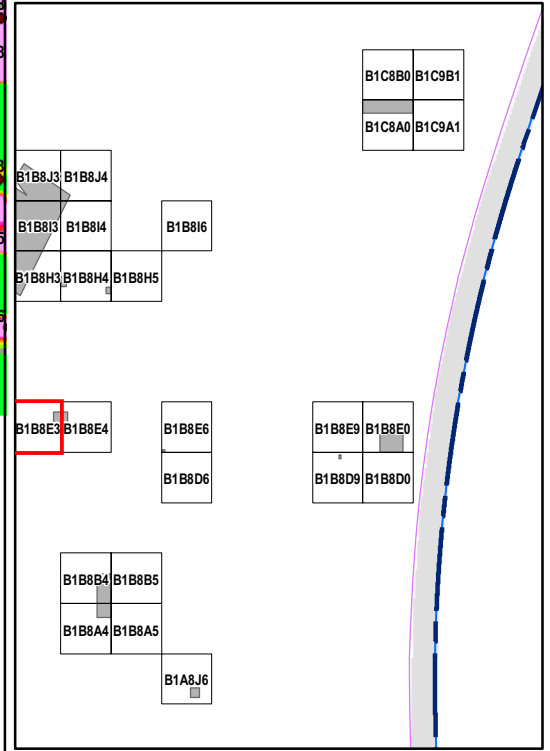 B1C8B0 B1C9B1
B1C8A0 B1C9A1
B1B8J3 B1B8J4
B1B8I3 B1B8I4 B1B8I6
B1B8H3 B1B8H4 B1B8H5
B1B8E3 B1B8E4 B1B8E6 B1B8E9 B1B8E0
B1B8D6 B1B8D9 B1B8D0
B1B8B4 B1B8B5
B1B8A4 B1B8A5
B1A8J6